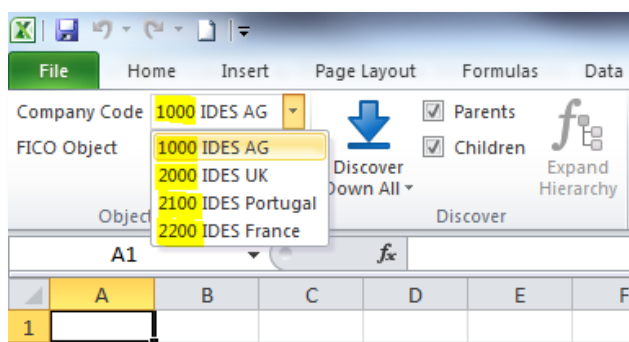 File Home Insert Page Layout Formulas Data
Company Code 1000 IDES AG Parents
FICO Object Children
1000 IDES AG
2000 IDES UK
2100 IDES Portugal
2200 IDES France
Discover
Down All
Expand
Hierarchy
Object
Discover
A1 fx
A B C D E F
1